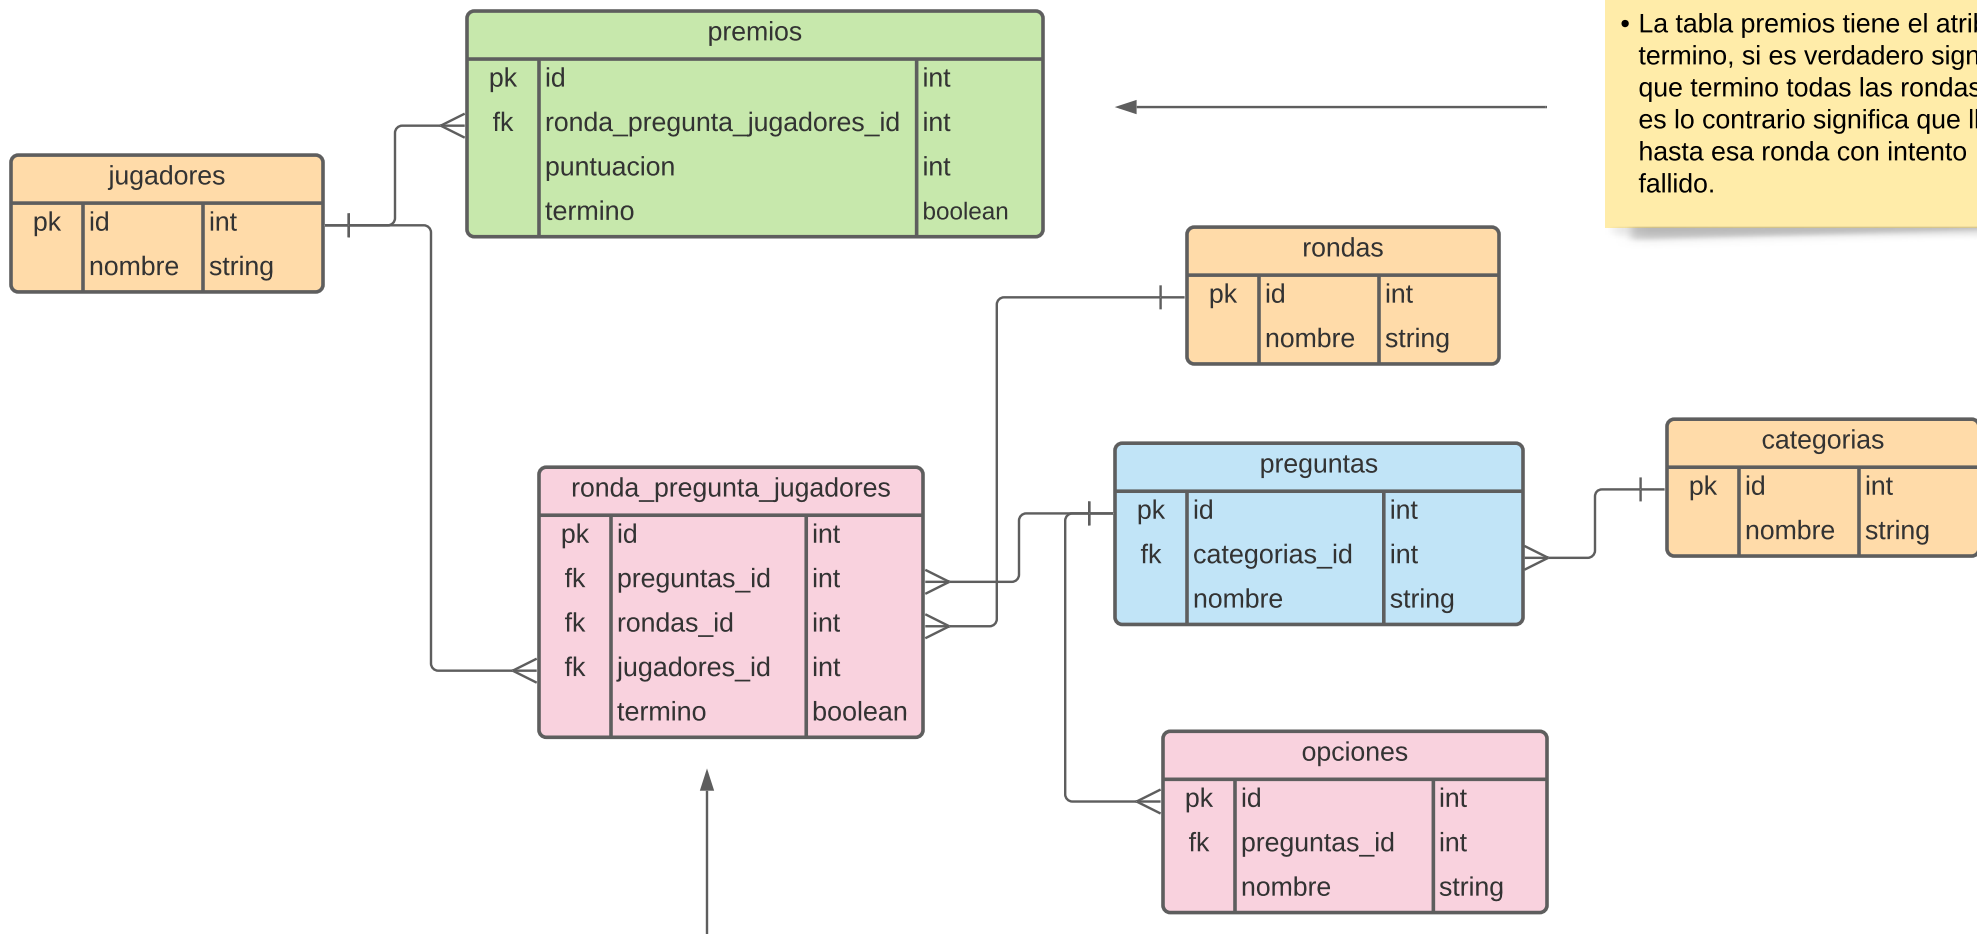 premios
pk id int
fk ronda_pregunta_jugadores_id int
puntuacion int
termino boolean
• La tabla premios tiene el
termino, si es verdadero
que termino todas las rondas
es lo contrario significa que
hasta esa ronda con intento
fallido.
jugadores
pk id int
nombre string
rondas
pk id int
nombre string
ronda_pregunta_jugadores
pk id int
fk preguntas_id int
fk rondas_id int
fk jugadores_id int
termino boolean
preguntas
pk id int
fk categorias_id int
nombre string
categorias
pk id int
nombre string
opciones
pk id int
fk preguntas_id int
nombre string